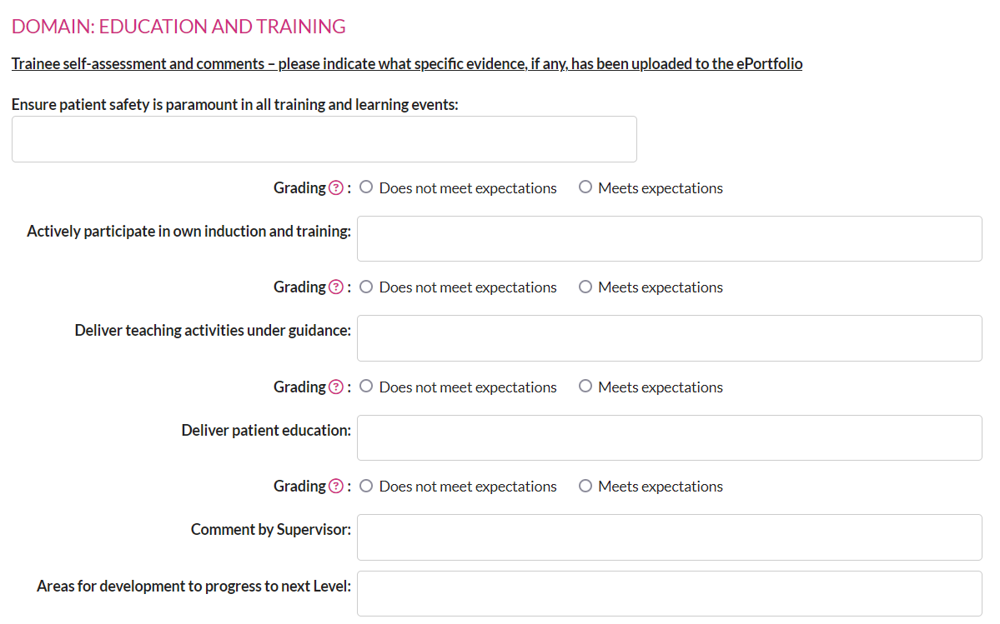 DOMAIN: EDUCATION AND TRAINING
Trainee self-assessment and comments – please indicate what specific evidence, if any, has been uploaded to the ePortfolio
Ensure patient safety is paramount in all training and learning events:
Grading ? : Does not meet expectations Meets expectations
Actively participate in own induction and training:
Grading ? : Does not meet expectations Meets expectations
Deliver teaching activities under guidance:
Grading ? : Does not meet expectations Meets expectations
Deliver patient education:
Grading ? : Does not meet expectations Meets expectations
Comment by Supervisor:
Areas for development to progress to next Level: